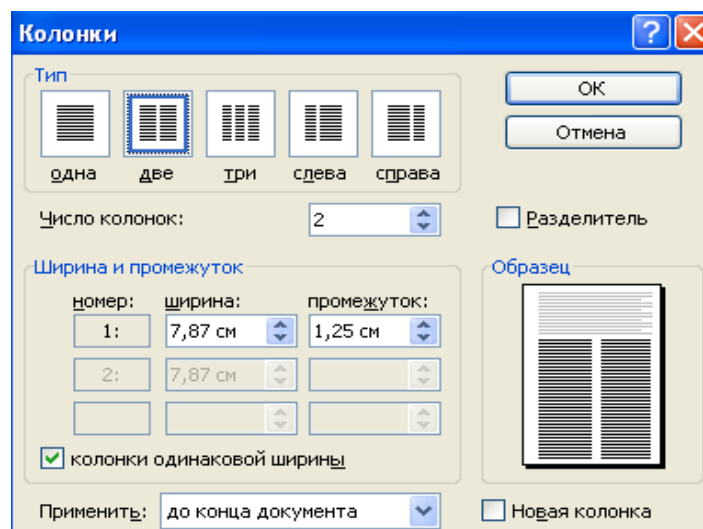 Колонки
Тип
одна две три слева справа
ОК
Отмена
Число колонок: 2
Разделитель
Ширина и промежуток
номер: ширина: промежуток:
1: 7,87 см 1,25 см
2: 7,87 см
колонки одинаковой ширины
Образец
Применить: до конца документа
Новая колонка